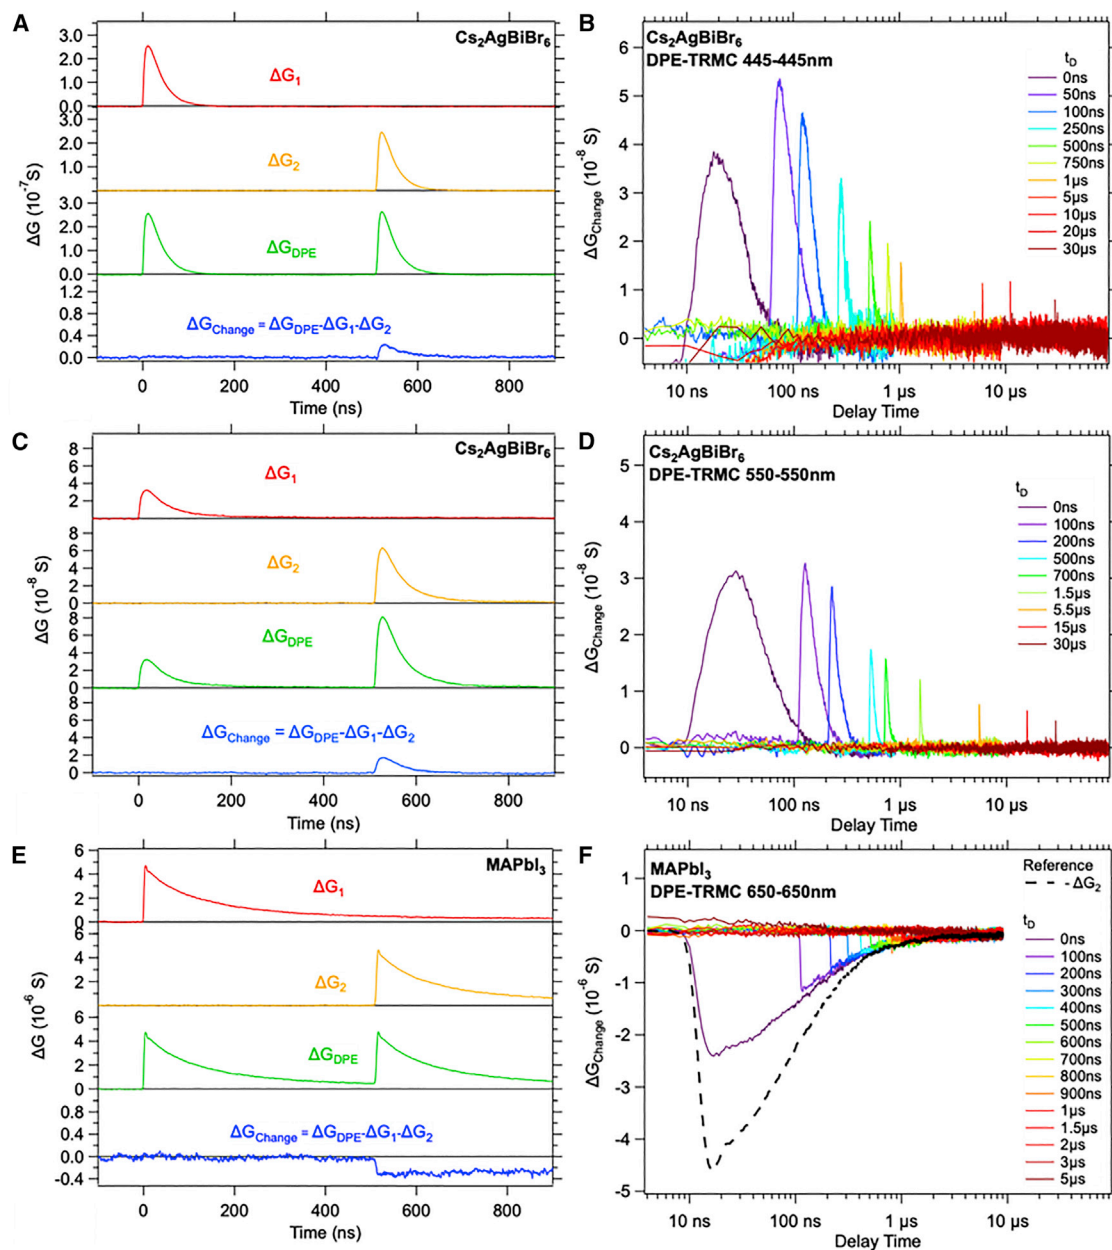 A
Cs2AgBiBr6
3.0
2.0
1.0
0.0
ΔG1
3.0
2.0
1.0
ΔG2
3.0
2.0
1.0
0.0
ΔGDPE
1.2
0.8
0.4
0.0
ΔGChange = ΔGDPE-ΔG1-ΔG2
ΔG (10-7S)
0 200 400 600 800
Time (ns)
B
Cs2AgBiBr6
DPE-TRMC 445-445nm
6
5
4
3
2
1
0
ΔGChange (10-8 S)
tD
0ns
50ns
100ns
250ns
500ns
750ns
1µs
5µs
10µs
20µs
30µs
10 ns 100 ns 1 µs 10 µs
Delay Time
C
Cs2AgBiBr6
8
6
4
2
ΔG1
8
6
4
2
0
ΔG2
8
6
4
2
0
ΔGDPE
8
6
4
2
0
ΔGChange = ΔGDPE-ΔG1-ΔG2
ΔG (10-8 S)
0 200 400 600 800
Time (ns)
D
Cs2AgBiBr6
DPE-TRMC 550-550nm
5
4
3
2
1
0
ΔGChange (10-8 S)
tD
0ns
100ns
200ns
500ns
700ns
1.5µs
5.5µs
15µs
30µs
10 ns 100 ns 1 µs 10 µs
Delay Time
E
MAPbI3
6
4
2
0
ΔG1
6
4
2
ΔG2
6
4
2
0
ΔGDPE
0.8
0.4
0.0
-0.4
ΔGChange = ΔGDPE-ΔG1-ΔG2
ΔG (10-6 S)
0 200 400 600 800
Time (ns)
F
MAPbI3
DPE-TRMC 650-650nm
1
0
-1
-2
-3
-4
-5
ΔGChange (10-6 S)
Reference
-ΔG2
tD
0ns
100ns
200ns
300ns
400ns
500ns
600ns
700ns
800ns
900ns
1µs
1.5µs
2µs
3µs
5µs
10 ns 100 ns 1 µs 10 µs
Delay Time